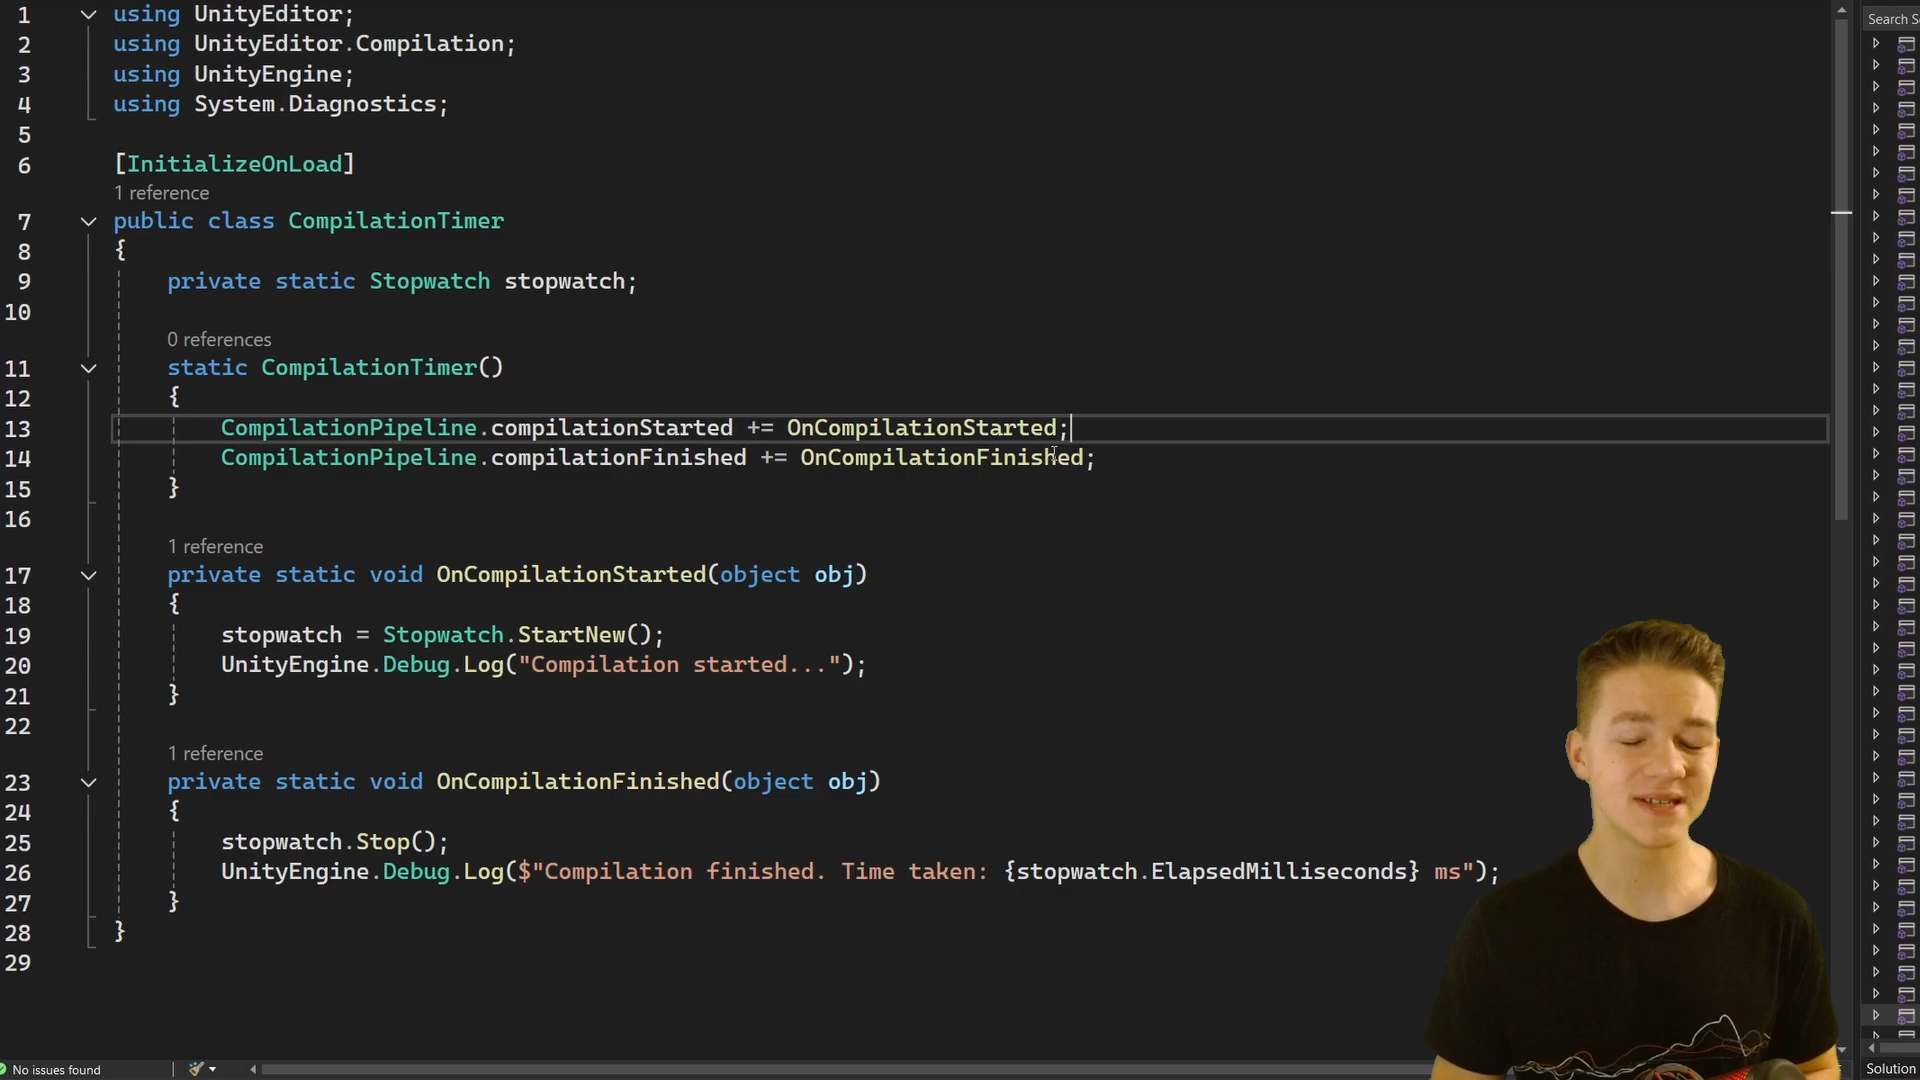 1 using UnityEditor;
2 using UnityEditor.Compilation;
3 using UnityEngine;
4 using System.Diagnostics;
5
6 [InitializeOnLoad]
1 reference
7 public class CompilationTimer
8 {
9 private static Stopwatch stopwatch;
10
0 references
11 static CompilationTimer()
12 {
13 CompilationPipeline.compilationStarted += OnCompilationStarted;
14 CompilationPipeline.compilationFinished += OnCompilationFinished;
15 }
16
1 reference
17 private static void OnCompilationStarted(object obj)
18 {
19 stopwatch = Stopwatch.StartNew();
20 UnityEngine.Debug.Log("Compilation started...");
21 }
22
1 reference
23 private static void OnCompilationFinished(object obj)
24 {
25 stopwatch.Stop();
26 UnityEngine.Debug.Log($"Compilation finished. Time taken: {stopwatch.ElapsedMilliseconds} ms");
27 }
28 }
29
Search S
No issues found
Solution